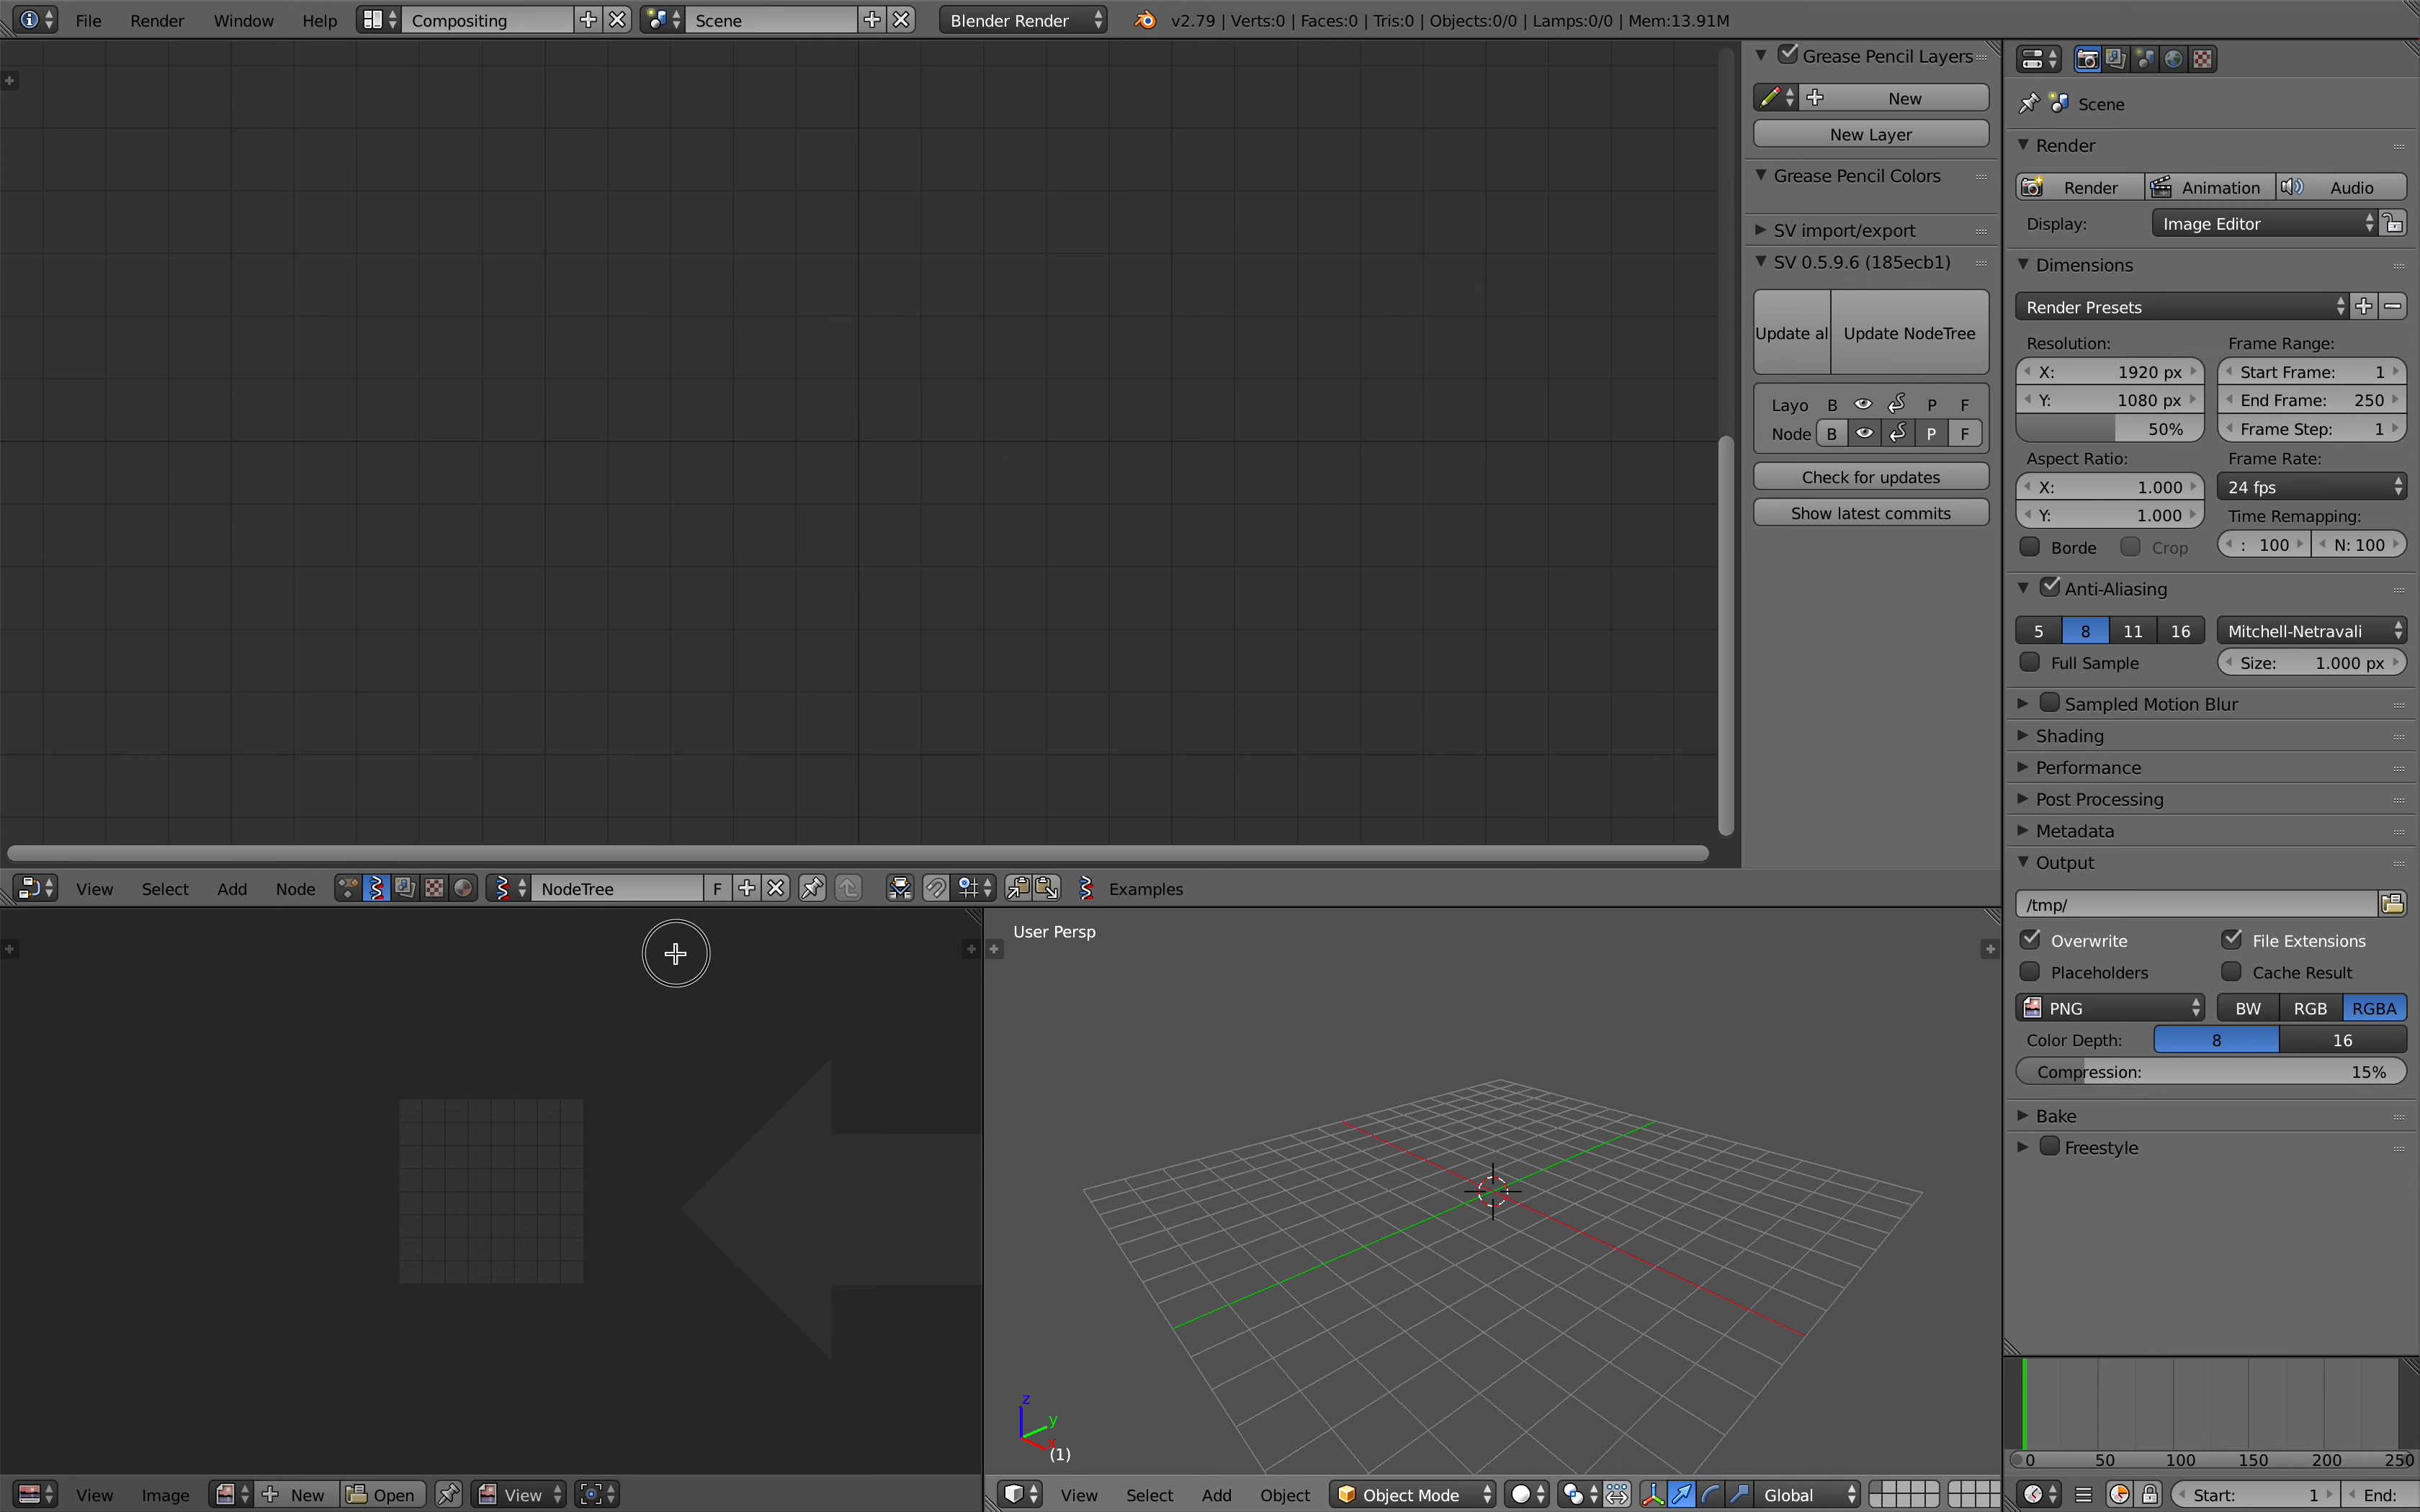 File Render Window Help Compositing Scene Blender Render v2.79 | Verts:0 | Faces:0 | Tris:0 | Objects:0/0 | Lamps:0/0 | Mem:13.91M
Grease Pencil Layers
New
New Layer
Grease Pencil Colors
SV import/export
SV 0.5.9.6 (185ecb1)
Update al Update NodeTree
Layo B P F
Node B P F
Check for updates
Show latest commits
View Select Add Node NodeTree F Examples
User Persp
z
y
x
(1)
View Image New Open View
View Select Add Object Object Mode Global
Scene
Render
Render Animation Audio
Display: Image Editor
Dimensions
Render Presets
Resolution: Frame Range:
X: 1920 px Start Frame: 1
Y: 1080 px End Frame: 250
50% Frame Step: 1
Aspect Ratio: Frame Rate:
X: 1.000 24 fps
Y: 1.000 Time Remapping:
Borde Crop : 100 N: 100
Anti-Aliasing
5 8 11 16 Mitchell-Netravali
Full Sample Size: 1.000 px
Sampled Motion Blur
Shading
Performance
Post Processing
Metadata
Output
/tmp/
Overwrite File Extensions
Placeholders Cache Result
PNG BW RGB RGBA
Color Depth: 8 16
Compression: 15%
Bake
Freestyle
0 50 100 150 200 250
Start: 1 End: